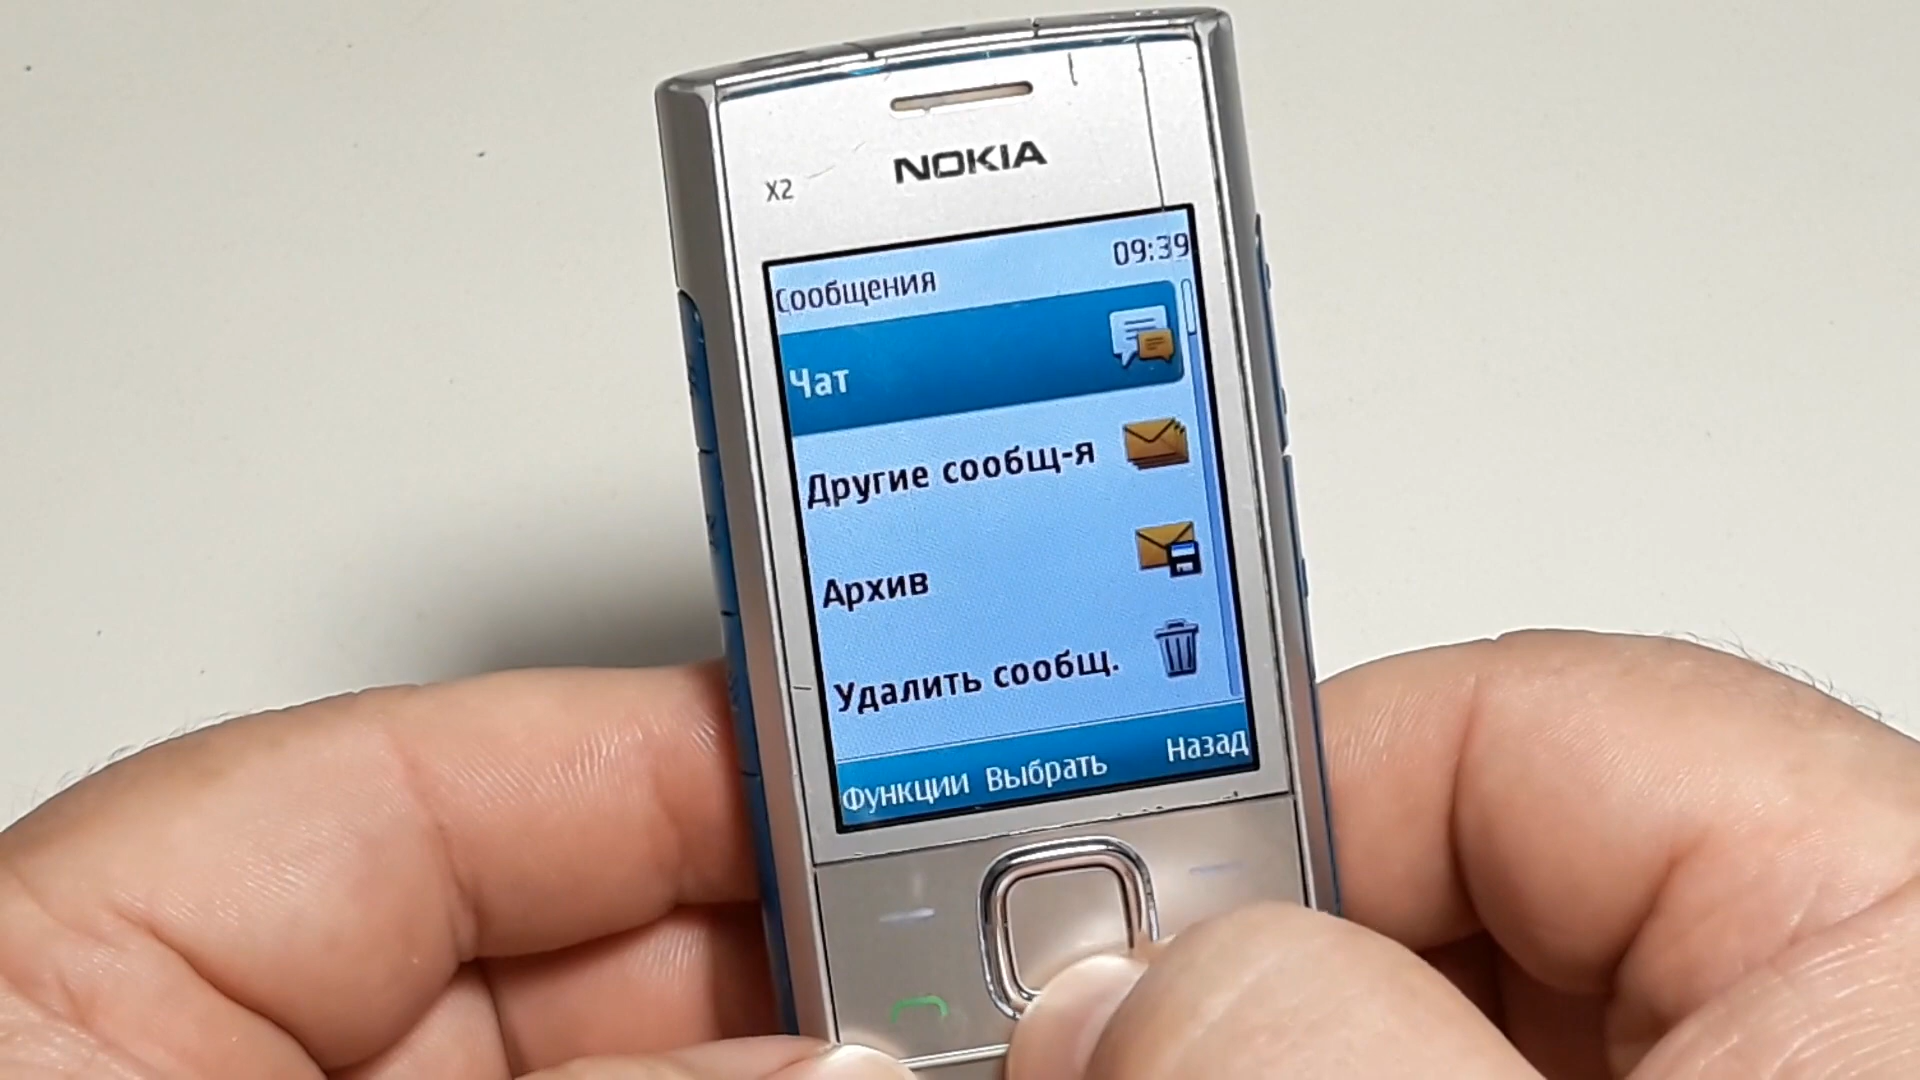 NOKIA
X2
09:39
Сообщения
Чат
Другие сообщ-я
Архив
Удалить сообщ.
Функции Выбрать Назад